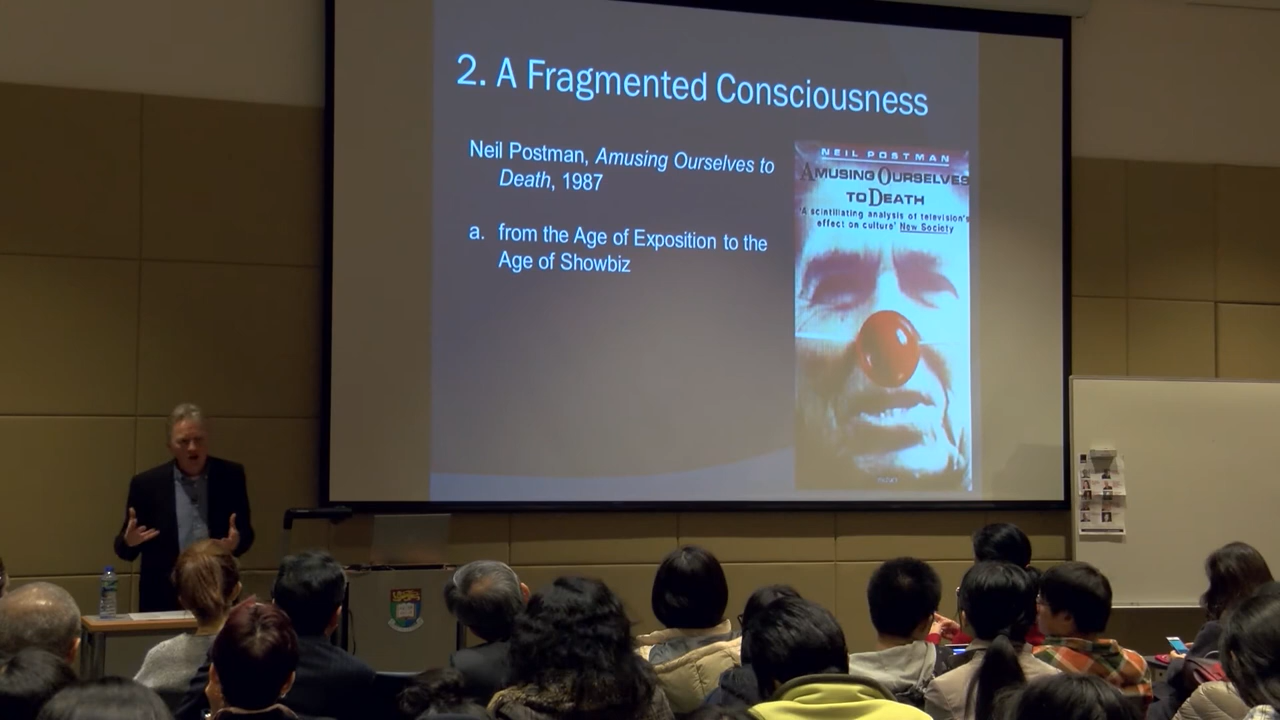 2. A Fragmented Consciousness
Neil Postman, Amusing Ourselves to
Death, 1987
a. from the Age of Exposition to the
Age of Showbiz
NEIL POSTMAN
AMUSING OURSELVES
TO DEATH
'A scintillating analysis of television's
effect on culture' New Society